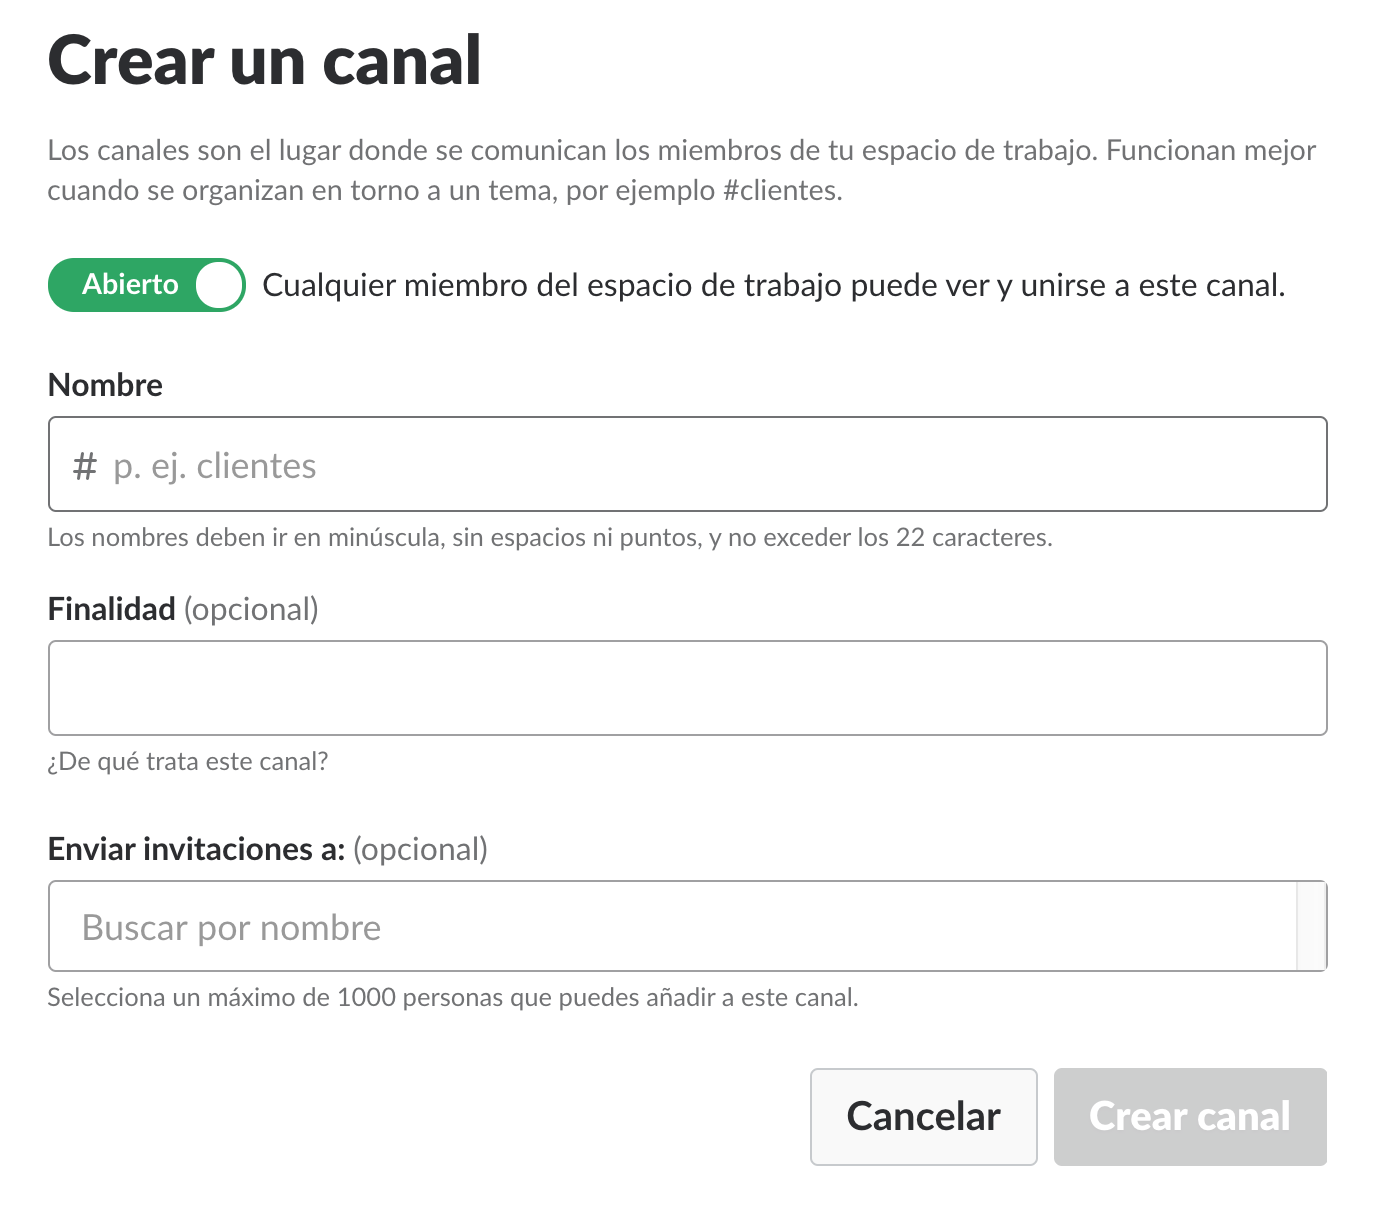 Crear un canal
Los canales son el lugar donde se comunican los miembros de tu espacio de trabajo. Funcionan mejor
cuando se organizan en torno a un tema, por ejemplo #clientes.
Abierto Cualquier miembro del espacio de trabajo puede ver y unirse a este canal.
Nombre
# p. ej. clientes
Los nombres deben ir en minúscula, sin espacios ni puntos, y no exceder los 22 caracteres.
Finalidad (opcional)
¿De qué trata este canal?
Enviar invitaciones a: (opcional)
Buscar por nombre
Selecciona un máximo de 1000 personas que puedes añadir a este canal.
Cancelar Crear canal